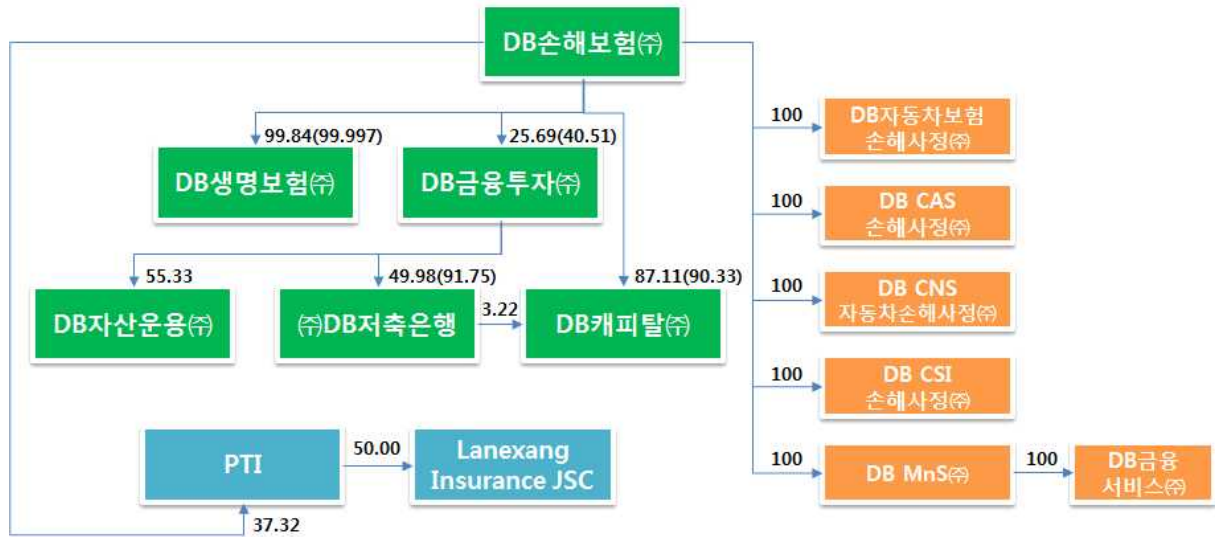 DB손해보험㈜
99.84(99.997)
25.69(40.51)
DB생명보험㈜
DB금융투자㈜
55.33
49.98(91.75)
87.11(90.33)
DB자산운용㈜
㈜DB저축은행
3.22
DB캐피탈㈜
PTI
50.00
Lanexang
Insurance JSC
37.32
100
DB자동차보험
손해사정㈜
100
DB CAS
손해사정㈜
100
DB CNS
자동차손해사정㈜
100
DB CSI
손해사정㈜
100
DB MnS㈜
100
DB금융
서비스㈜